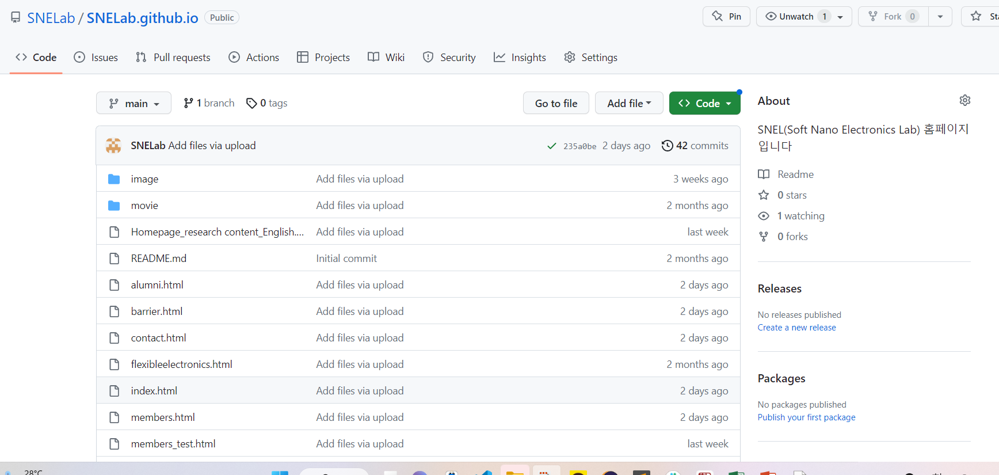 SNELab / SNELab.github.io Public
Pin
Unwatch 1
Fork 0
Code
Issues
Pull requests
Actions
Projects
Wiki
Security
Insights
Settings
main
1 branch
0 tags
Go to file
Add file
Code
SNELab Add files via upload
235a0be 2 days ago
42 commits
image Add files via upload 3 weeks ago
movie Add files via upload 2 months ago
Homepage_research content_English.... Add files via upload last week
README.md Initial commit 2 months ago
alumni.html Add files via upload 2 days ago
barrier.html Add files via upload 2 days ago
contact.html Add files via upload 2 days ago
flexibleelectronics.html Add files via upload 2 months ago
index.html Add files via upload 2 days ago
members.html Add files via upload 2 days ago
members_test.html Add files via upload last week
About
SNEL(Soft Nano Electronics Lab) 홈페이지
입니다
Readme
0 stars
1 watching
0 forks
Releases
No releases published
Create a new release
Packages
No packages published
Publish your first package
28°C